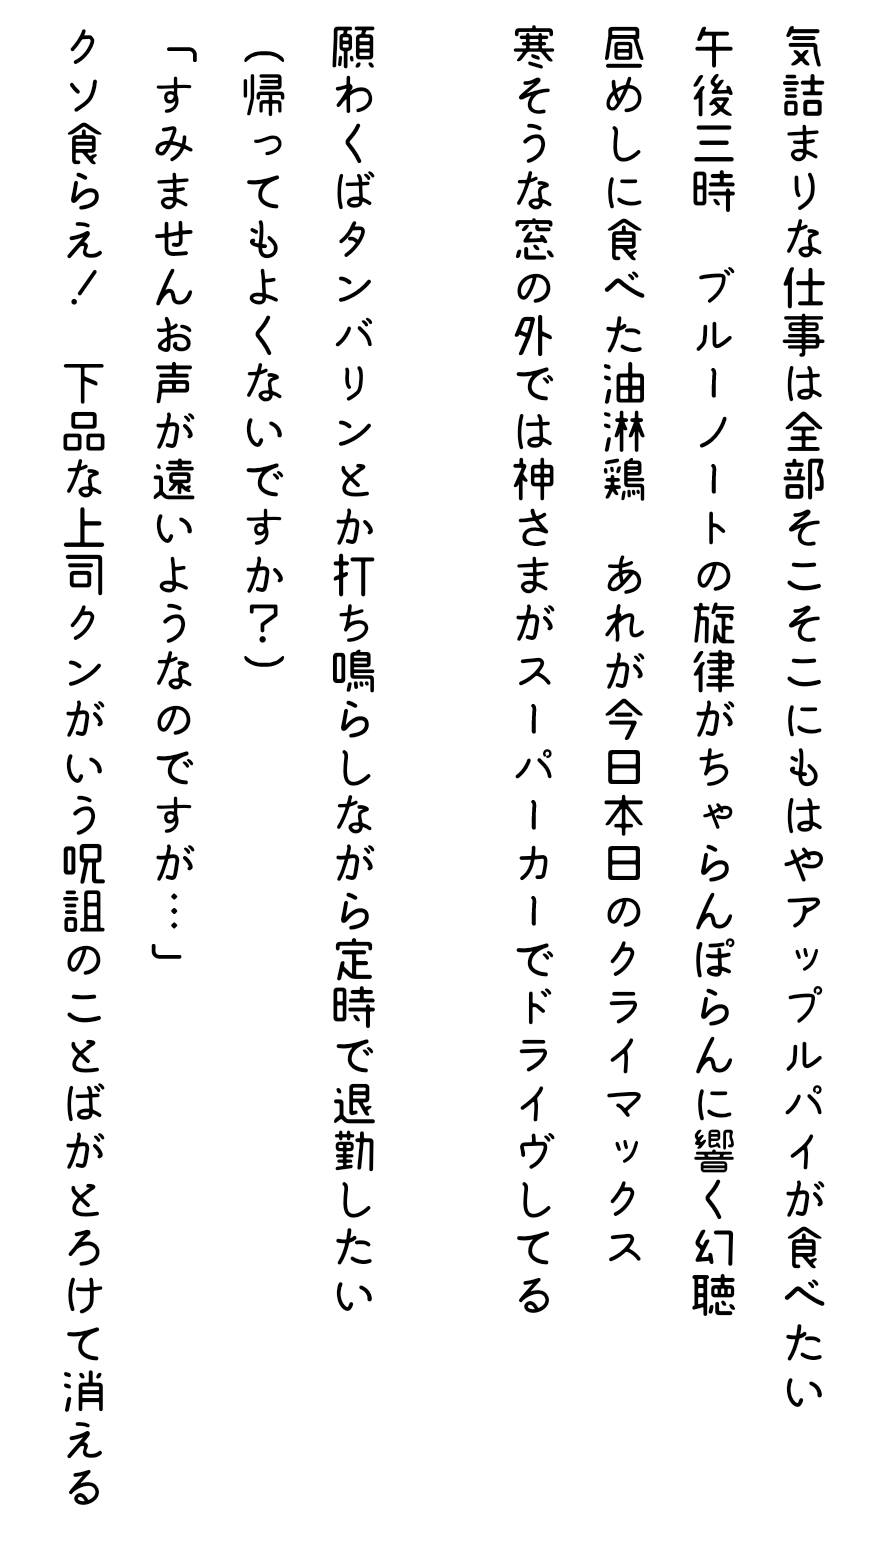 気詰まりな仕事は全部そこそこにもはやアップルパイが食べたい
午後三時　ブルーノートの旋律がちゃらんぽらんに響く幻聴
昼めしに食べた油淋鶏　あれが今日本日のクライマックス
寒そうな窓の外では神さまがスーパーカーでドライヴしてる
願わくばタンバリンとか打ち鳴らしながら定時で退勤したい
（帰ってもよくないですか？）
「すみませんお声が遠いようなのですが…」
クソ食らえ！　下品な上司クンがいう呪詛のことばがとろけて消える